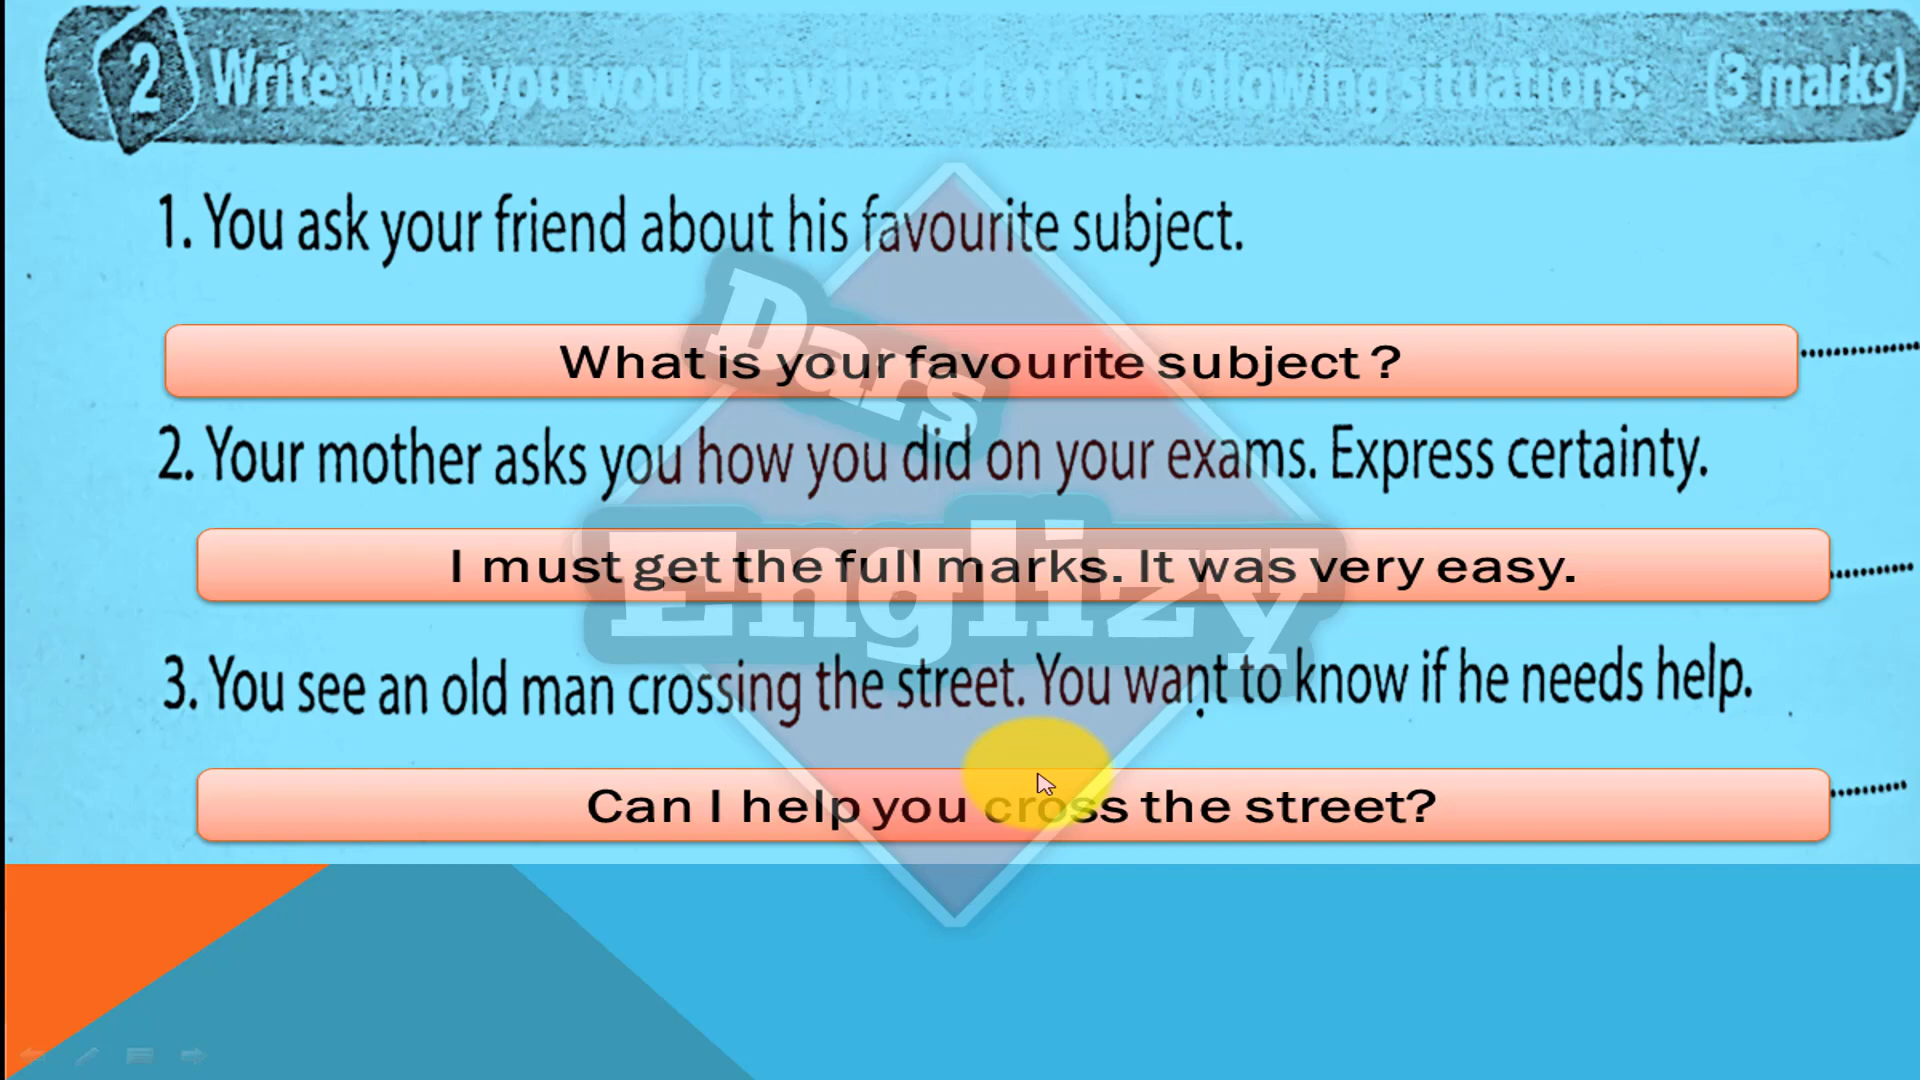 2 Write what you would say in each of the following situations: (3 marks)
1. You ask your friend about his favourite subject.
What is your favourite subject ?
2. Your mother asks you how you did on your exams. Express certainty.
I must get the full marks. It was very easy.
3. You see an old man crossing the street. You want to know if he needs help.
Can I help you cross the street?
Dars
Englizy